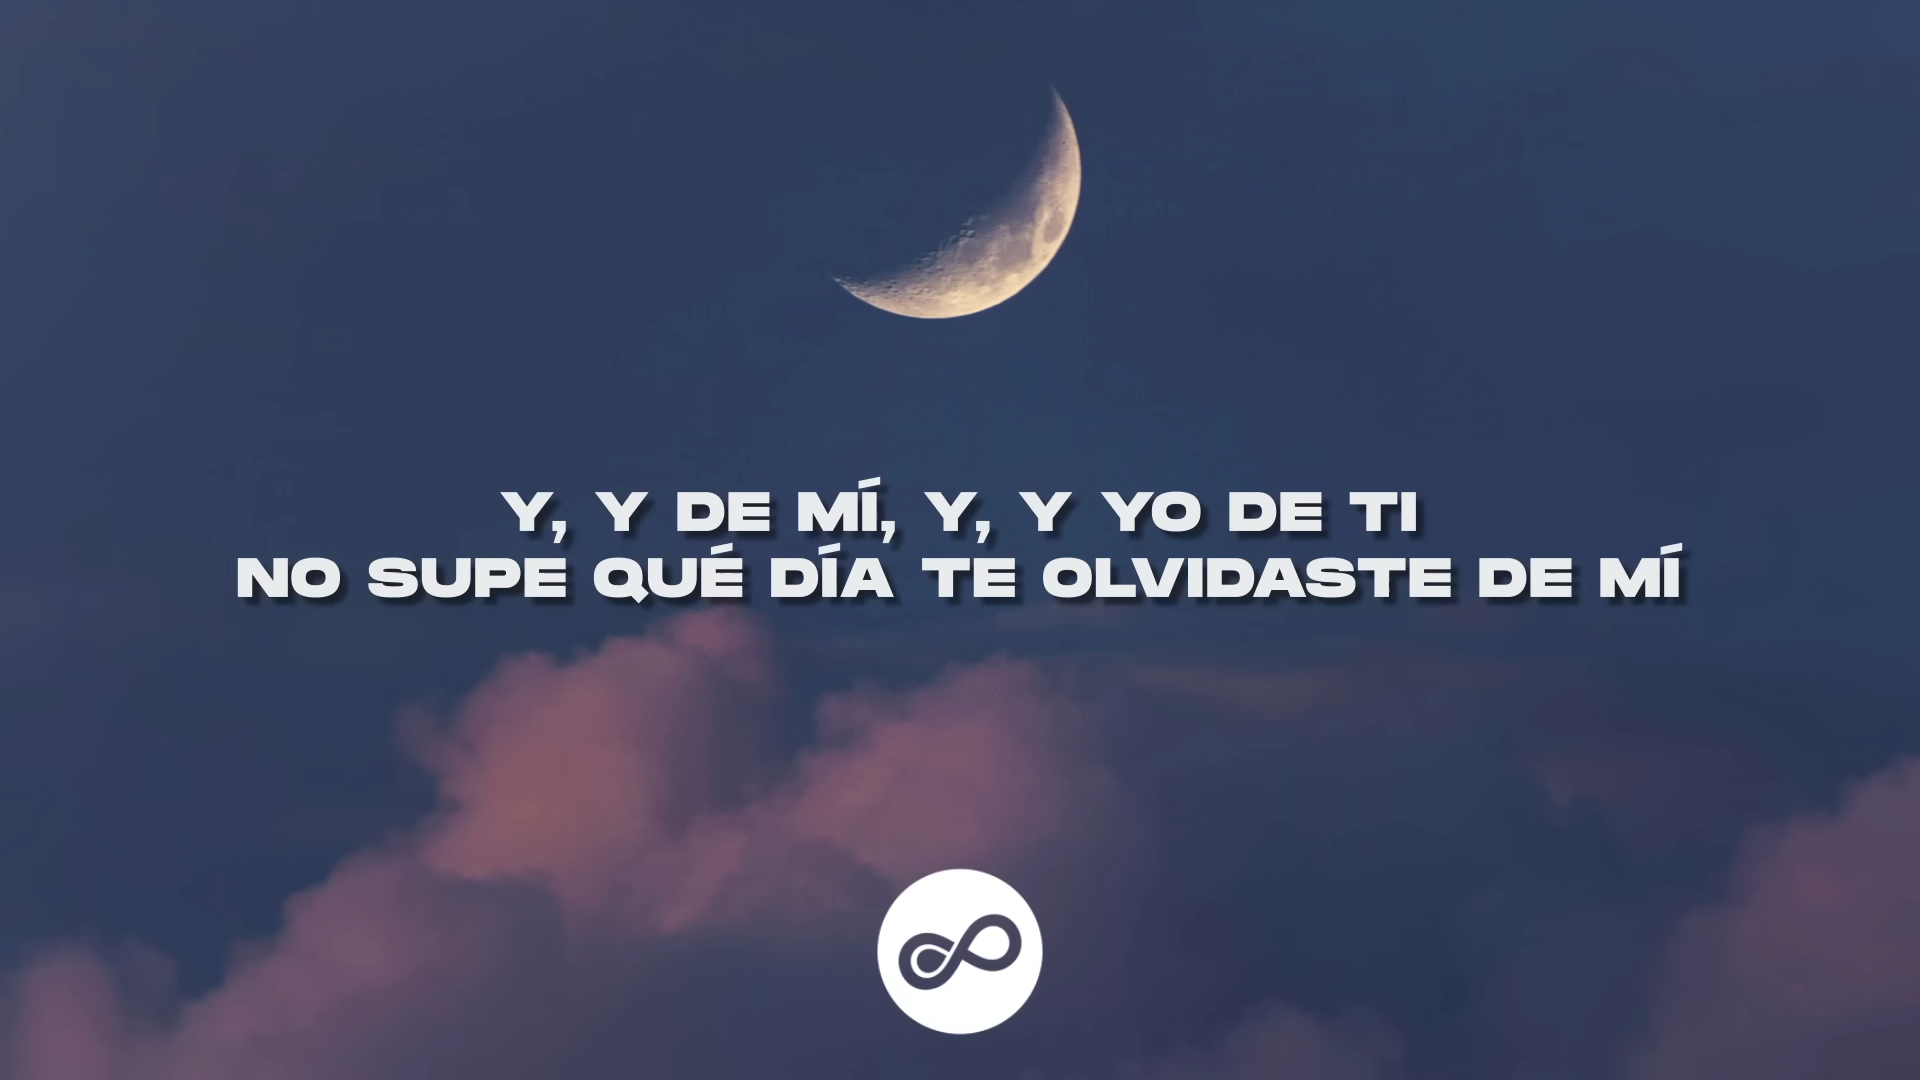 Y, Y DE MÍ, Y, Y YO DE TI
NO SUPE QUÉ DÍA TE OLVIDASTE DE MÍ